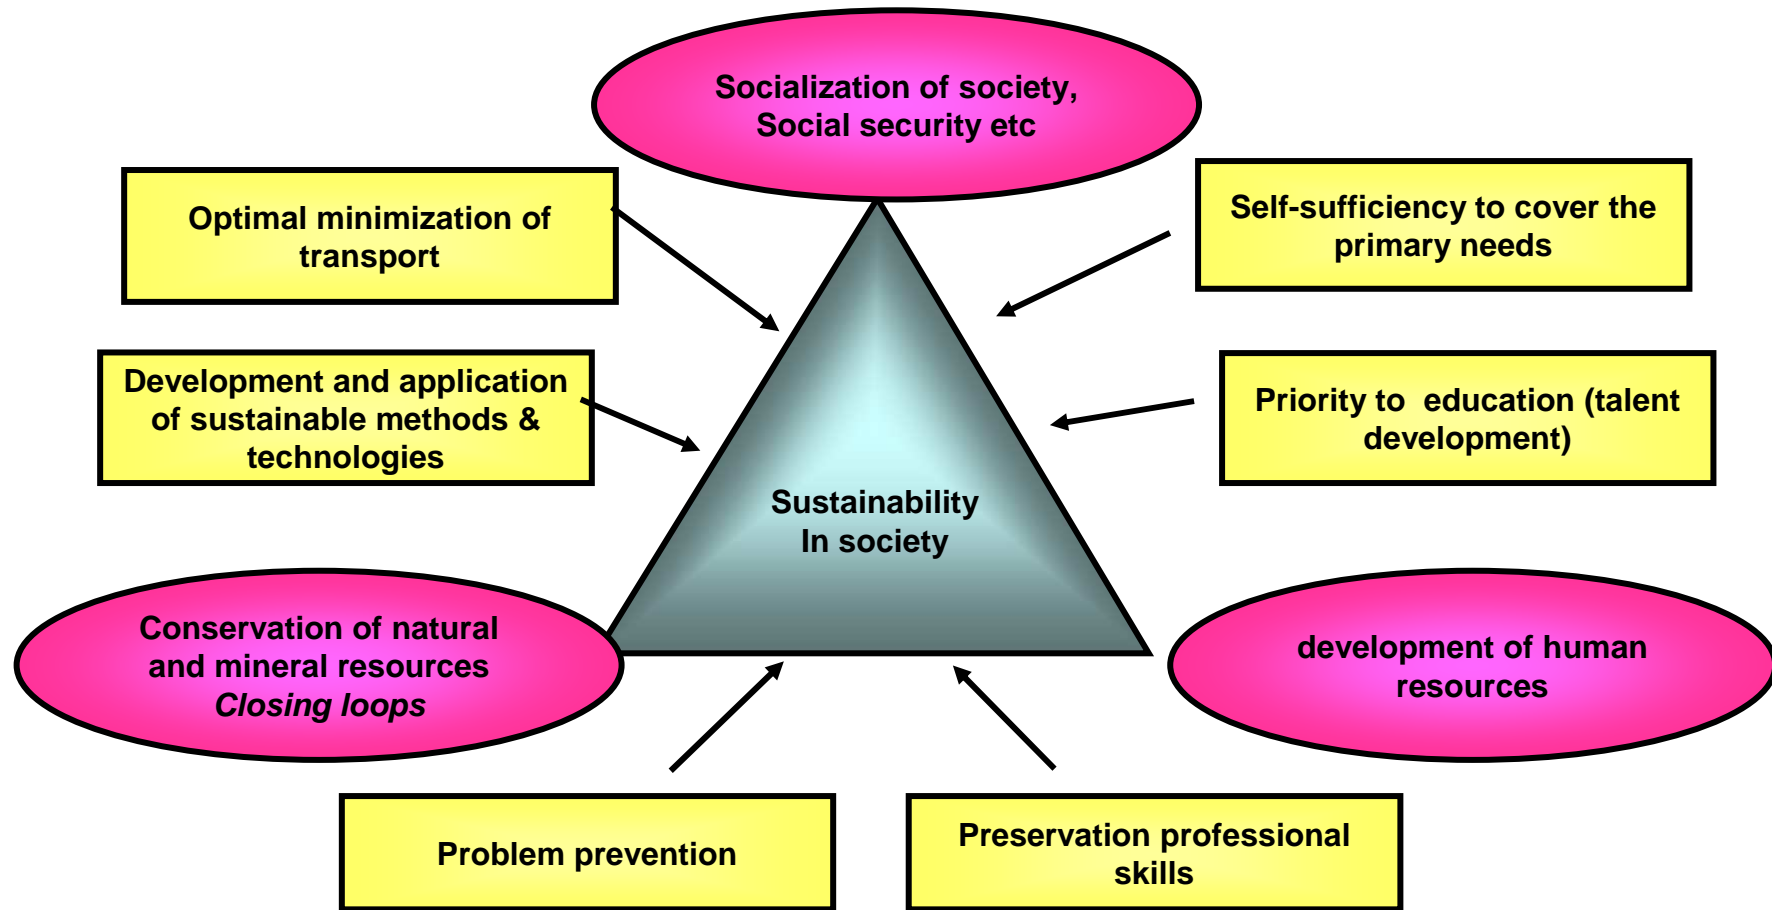 Socialization of society,
Social security etc
Optimal minimization of
transport
Self-sufficiency to cover the
primary needs
Development and application
of sustainable methods &
technologies
Priority to  education (talent
development)
Sustainability
In society
Conservation of natural
and mineral resources
Closing loops
development of human
resources
Problem prevention
Preservation professional
skills